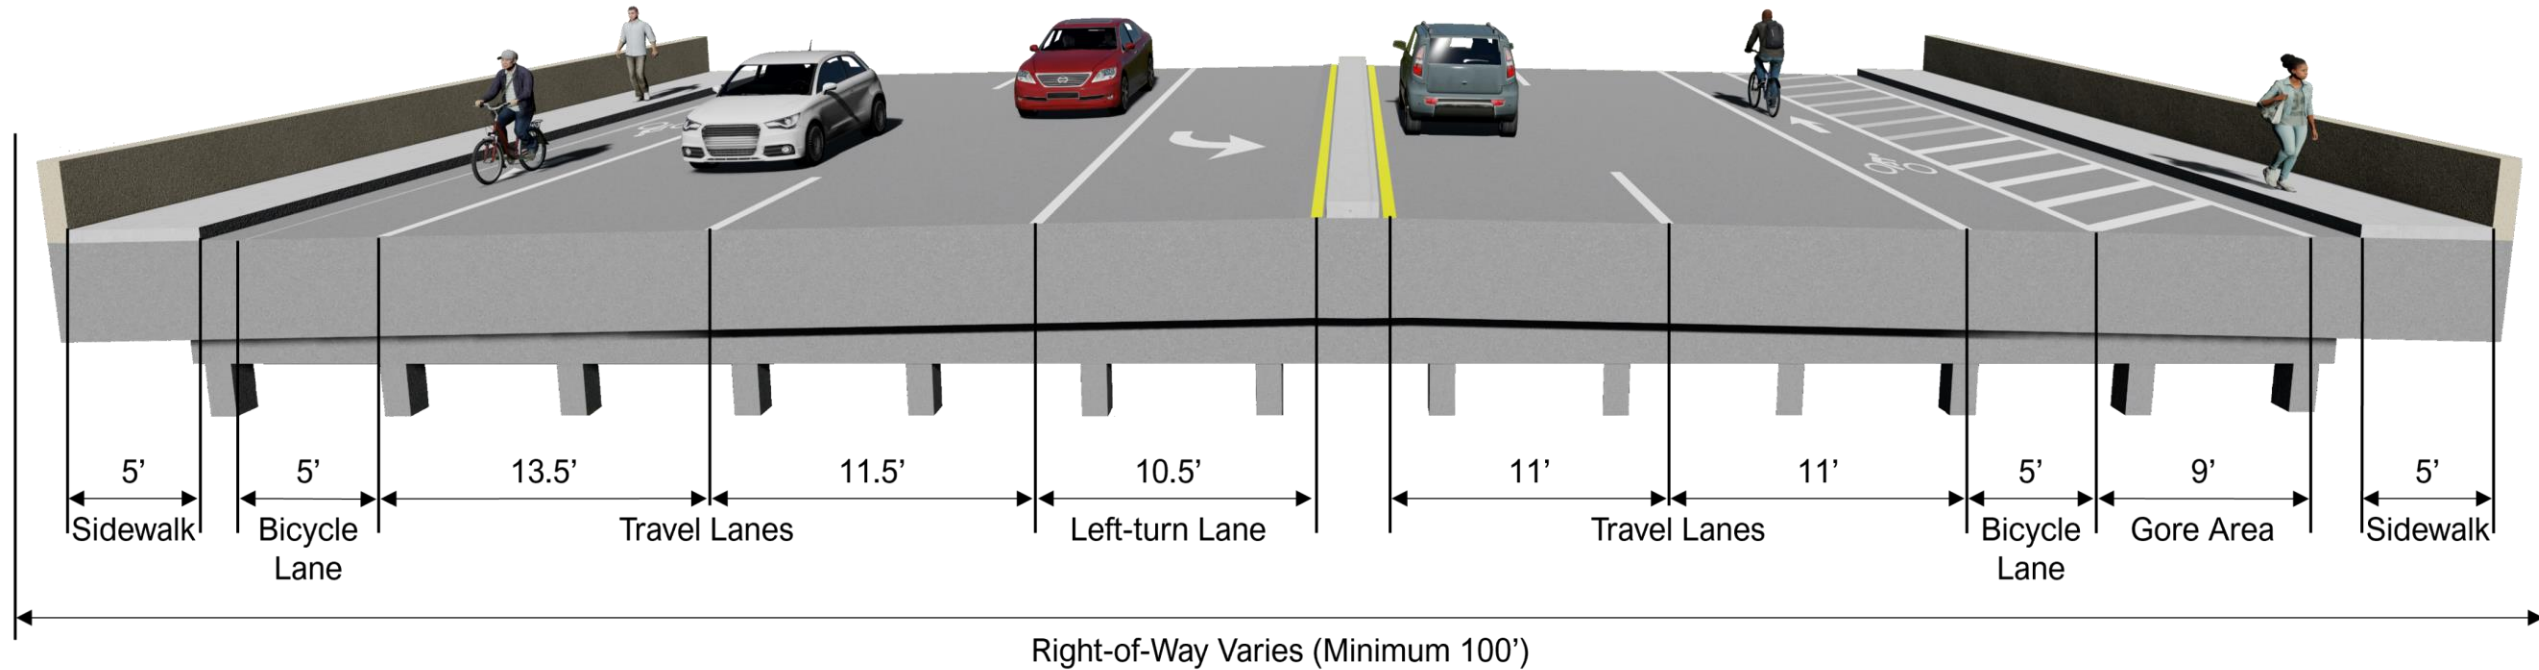 5’ 5’ 13.5’ 11.5’ 10.5’ 11’ 11’ 5’ 9’ 5’
Sidewalk Bicycle Travel Lanes Left-turn Lane Travel Lanes Bicycle Gore Area Sidewalk
Lane Lane
Right-of-Way Varies (Minimum 100’)